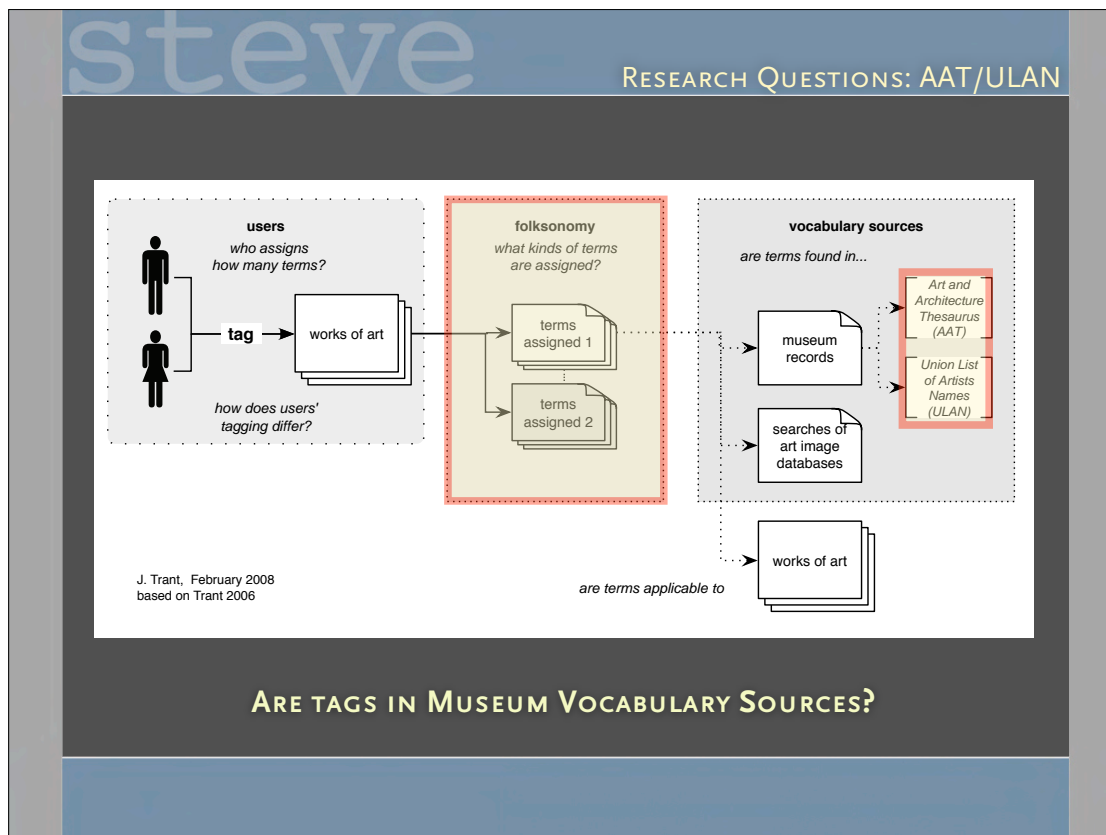 steve
RESEARCH QUESTIONS: AAT/ULAN
users
who assigns
how many terms?
tag
works of art
how does users'
tagging differ?
folksonomy
what kinds of terms
are assigned?
terms
assigned 1
terms
assigned 2
vocabulary sources
are terms found in...
museum
records
Art and
Architecture
Thesaurus
(AAT)
Union List
of Artists
Names
(ULAN)
searches of
art image
databases
works of art
are terms applicable to
J. Trant, February 2008
based on Trant 2006
ARE TAGS IN MUSEUM VOCABULARY SOURCES?